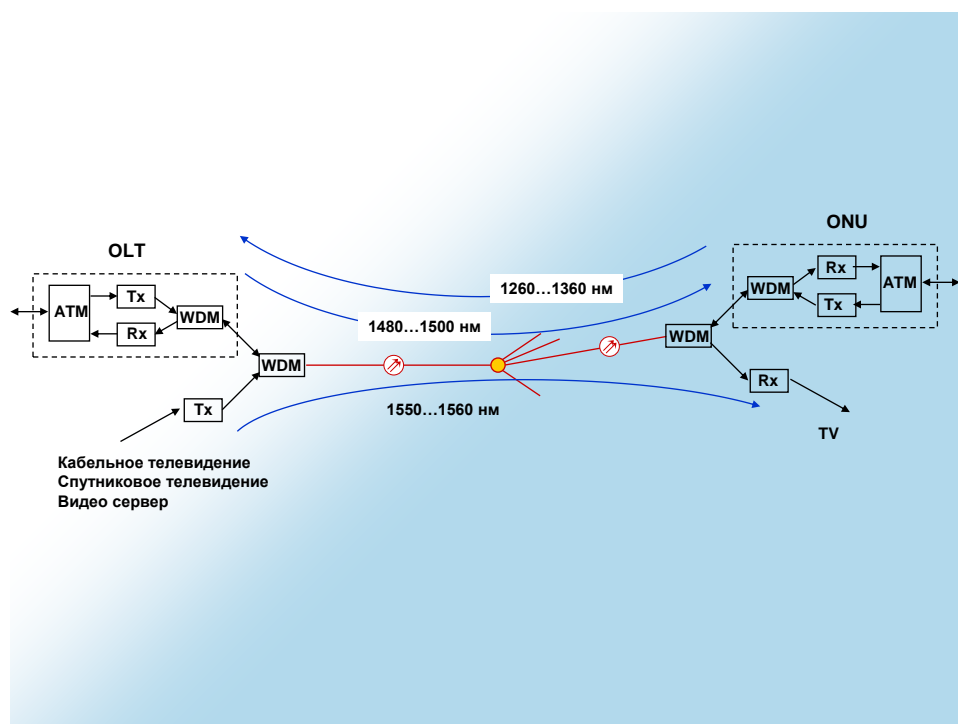 OLT
ONU
ATM
Tx
Rx
WDM
WDM
Tx
1260...1360 нм
1480...1500 нм
1550...1560 нм
WDM
WDM
Rx
Tx
ATM
Rx
TV
Кабельное телевидение
Спутниковое телевидение
Видео сервер